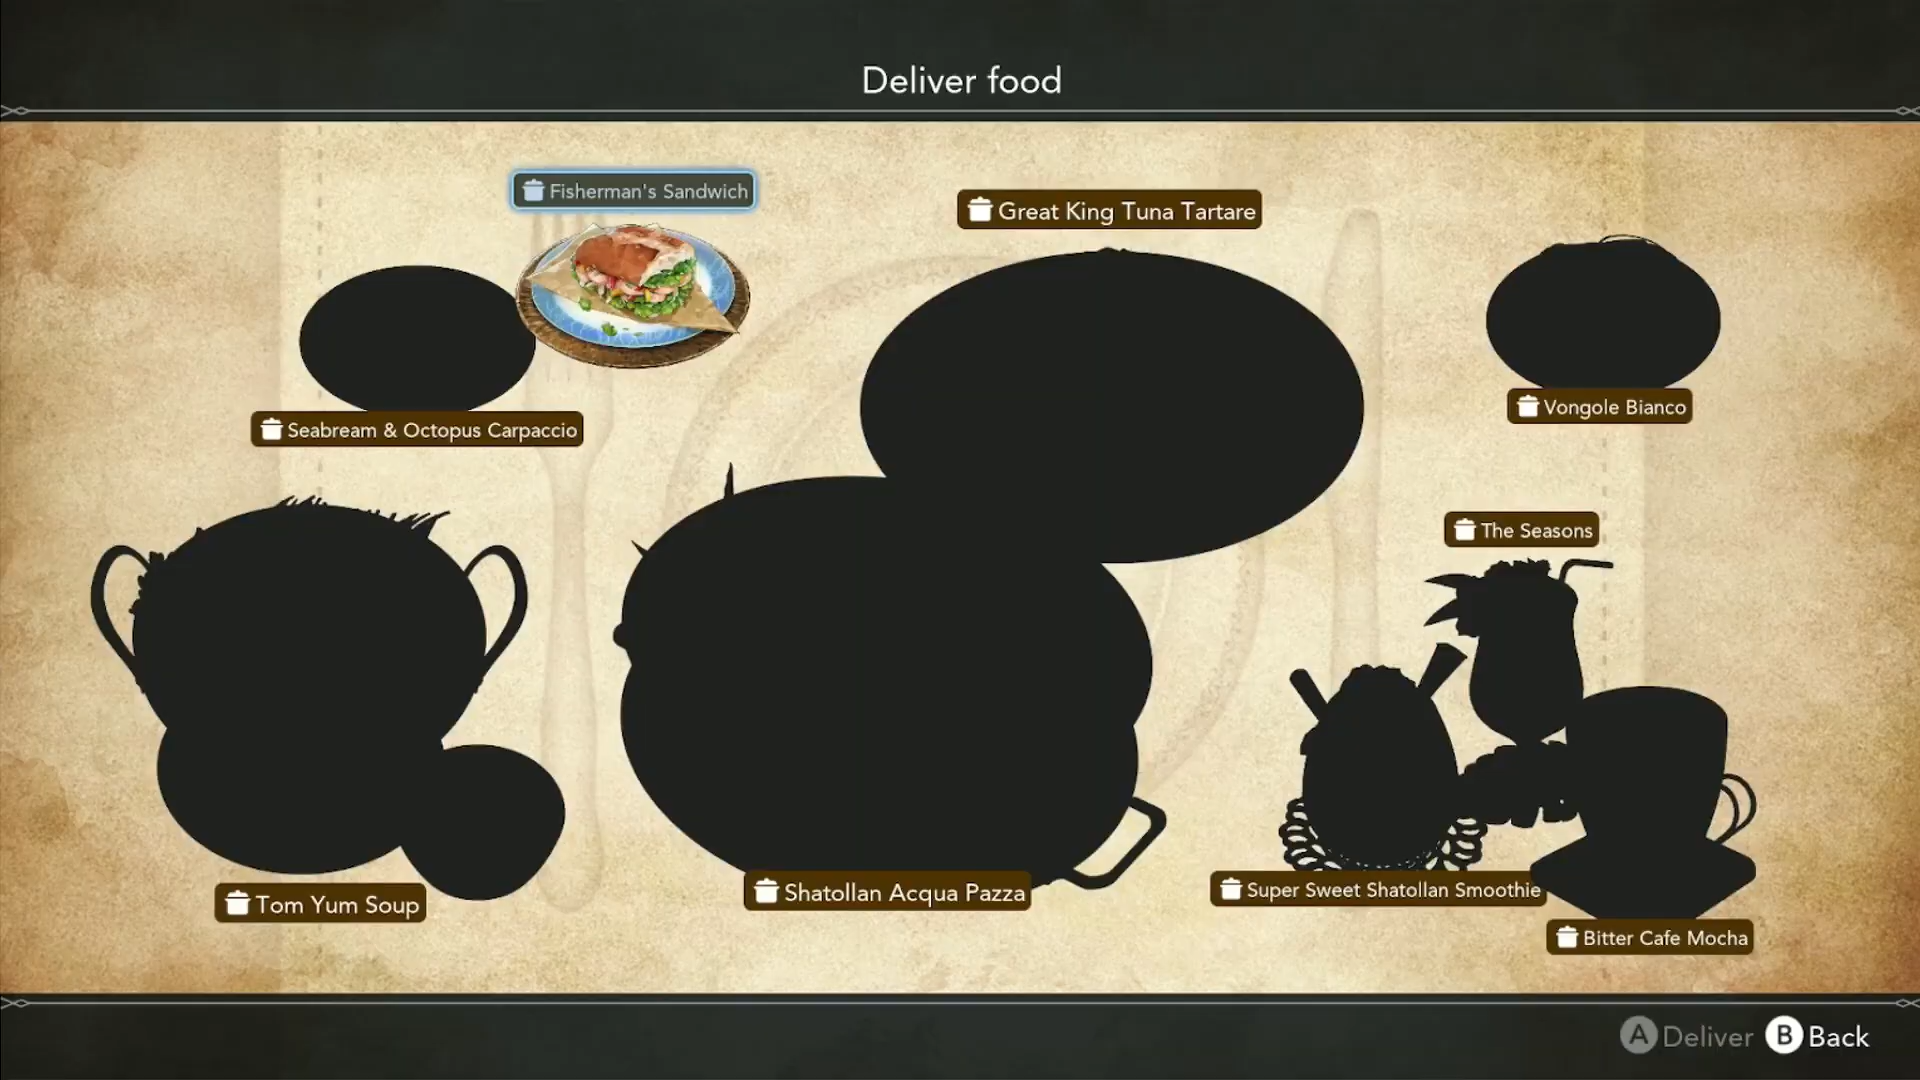 Deliver food
Fisherman's Sandwich
Great King Tuna Tartare
Seabream & Octopus Carpaccio
Vongole Bianco
The Seasons
Tom Yum Soup
Shatollan Acqua Pazza
Super Sweet Shatollan Smoothie
Bitter Cafe Mocha
A Deliver B Back